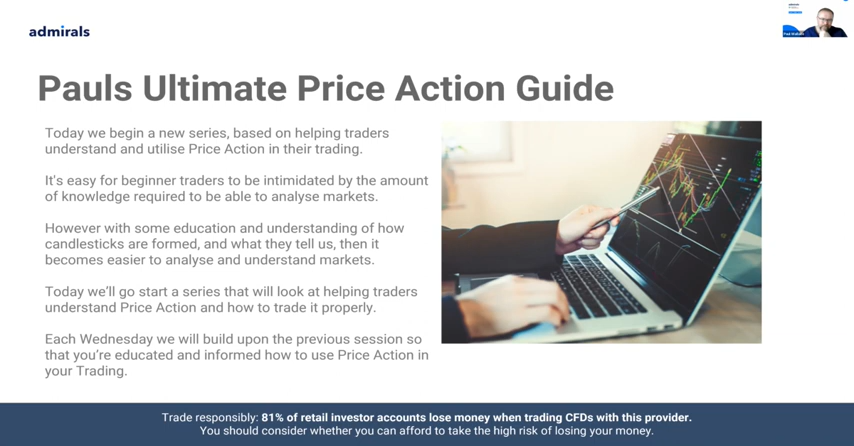 admirals
Pauls Ultimate Price Action Guide
Today we begin a new series, based on helping traders
understand and utilise Price Action in their trading.
It's easy for beginner traders to be intimidated by the amount
of knowledge required to be able to analyse markets.
However with some education and understanding of how
candlesticks are formed, and what they tell us, then it
becomes easier to analyse and understand markets.
Today we'll go start a series that will look at helping traders
understand Price Action and how to trade it properly.
Each Wednesday we will build upon the previous session so
that you're educated and informed how to use Price Action in
your Trading.
Trade responsibly: 81% of retail investor accounts lose money when trading CFDs with this provider.
You should consider whether you can afford to take the high risk of losing your money.